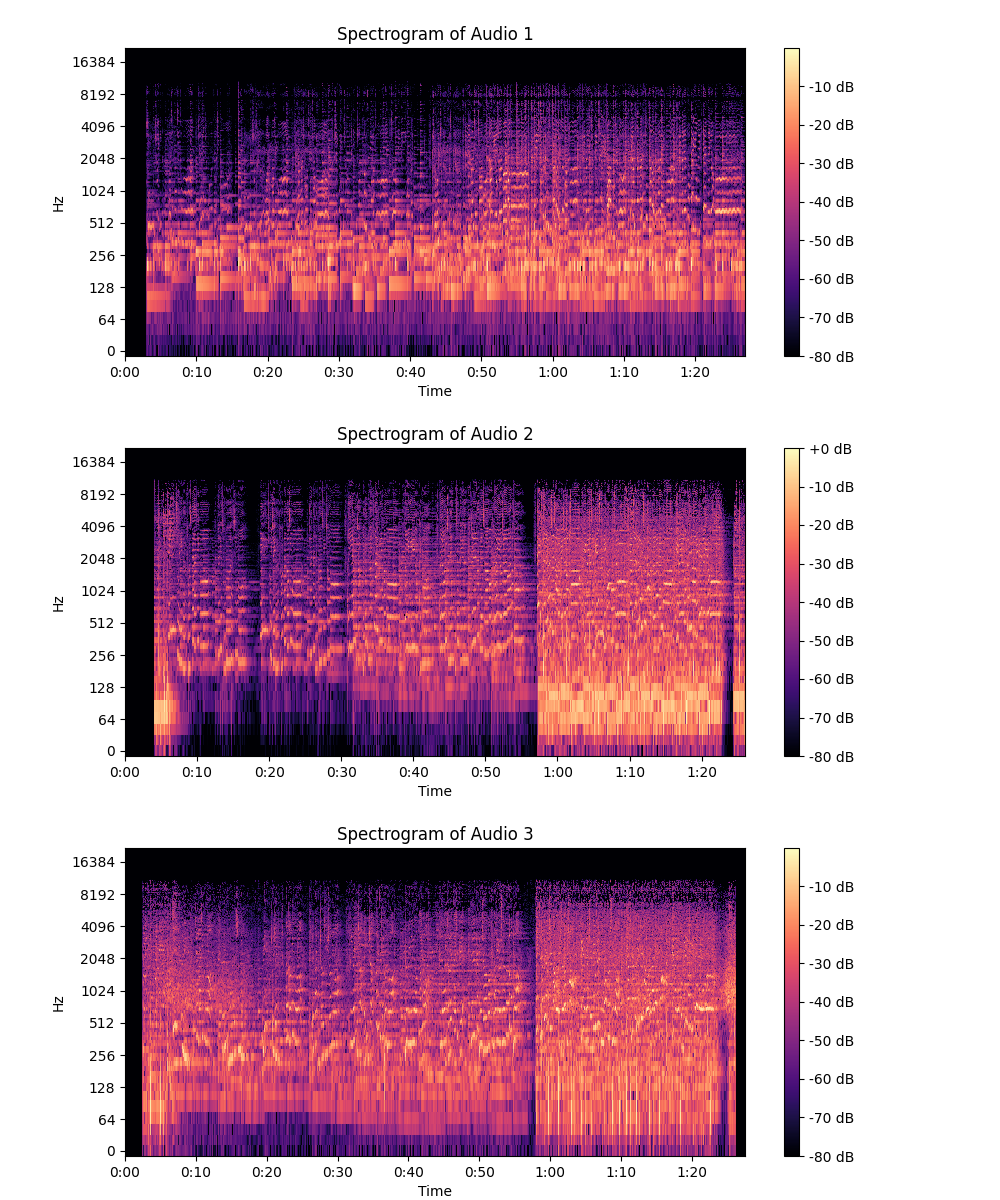 Spectrogram of Audio 1
16384
8192
4096
2048
1024
512
256
128
64
0
Hz
0:00 0:10 0:20 0:30 0:40 0:50 1:00 1:10 1:20
Time
-10 dB
-20 dB
-30 dB
-40 dB
-50 dB
-60 dB
-70 dB
-80 dB
Spectrogram of Audio 2
16384
8192
4096
2048
1024
512
256
128
64
0
Hz
0:00 0:10 0:20 0:30 0:40 0:50 1:00 1:10 1:20
Time
+0 dB
-10 dB
-20 dB
-30 dB
-40 dB
-50 dB
-60 dB
-70 dB
-80 dB
Spectrogram of Audio 3
16384
8192
4096
2048
1024
512
256
128
64
0
Hz
0:00 0:10 0:20 0:30 0:40 0:50 1:00 1:10 1:20
Time
-10 dB
-20 dB
-30 dB
-40 dB
-50 dB
-60 dB
-70 dB
-80 dB